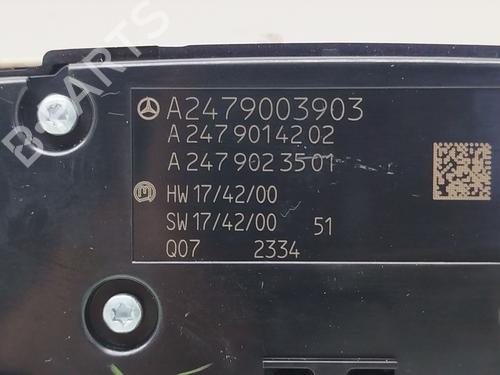 A2479003903
A 247 901 42 02
A 247 902 35 01
HW 17/42/00
SW 17/42/00 51
Q07 2334
B-PARTS